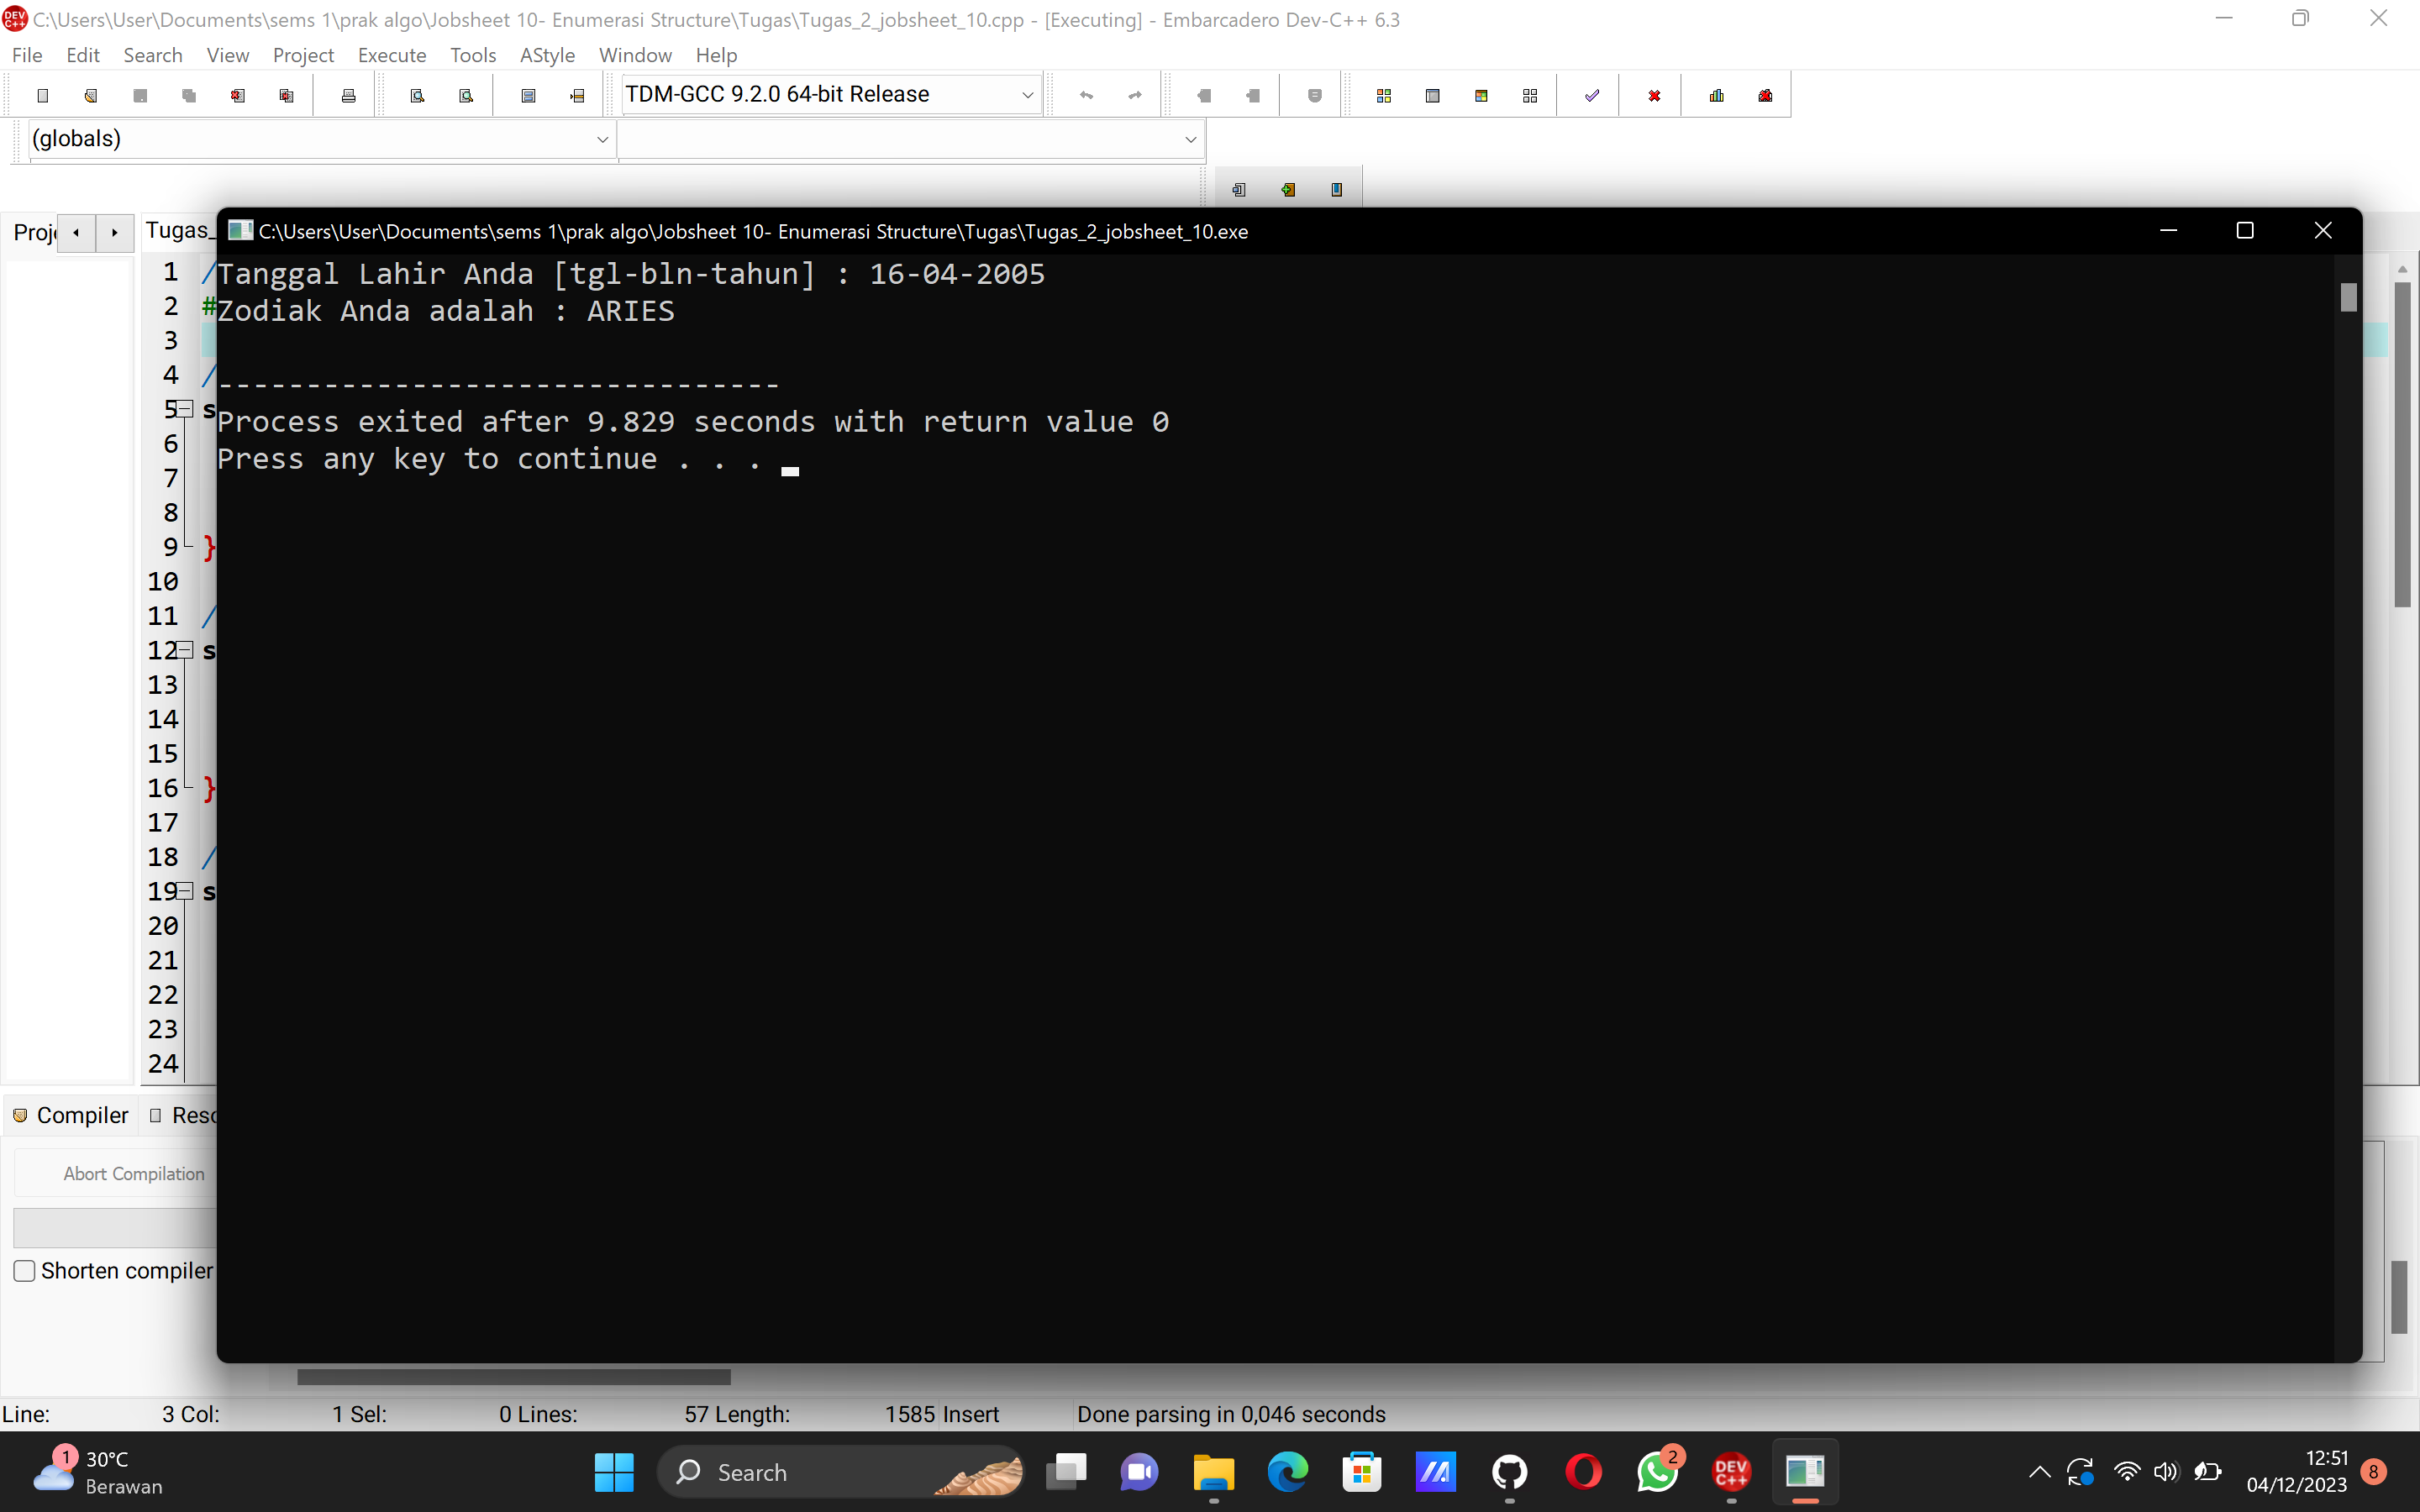 C:\Users\User\Documents\sems 1\prak algo\Jobsheet 10- Enumerasi Structure\Tugas\Tugas_2_jobsheet_10.cpp - [Executing] - Embarcadero Dev-C++ 6.3
File Edit Search View Project Execute Tools AStyle Window Help
TDM-GCC 9.2.0 64-bit Release
(globals)
Proj
Tugas_
C:\Users\User\Documents\sems 1\prak algo\Jobsheet 10- Enumerasi Structure\Tugas\Tugas_2_jobsheet_10.exe
Tanggal Lahir Anda [tgl-bln-tahun] : 16-04-2005
Zodiak Anda adalah : ARIES
--------------------------------
Process exited after 9.829 seconds with return value 0
Press any key to continue . . .
1 /
2 #
3
4 /
5 s
6
7
8
9 }
10
11 /
12 s
13
14
15
16 }
17
18 /
19 s
20
21
22
23
24
Compiler Reso
Abort Compilation
Shorten compiler
Line: 3 Col: 1 Sel: 0 Lines: 57 Length: 1585 Insert Done parsing in 0,046 seconds
1 30°C
Berawan
Search
2
DEV C++
12:51
04/12/2023
8